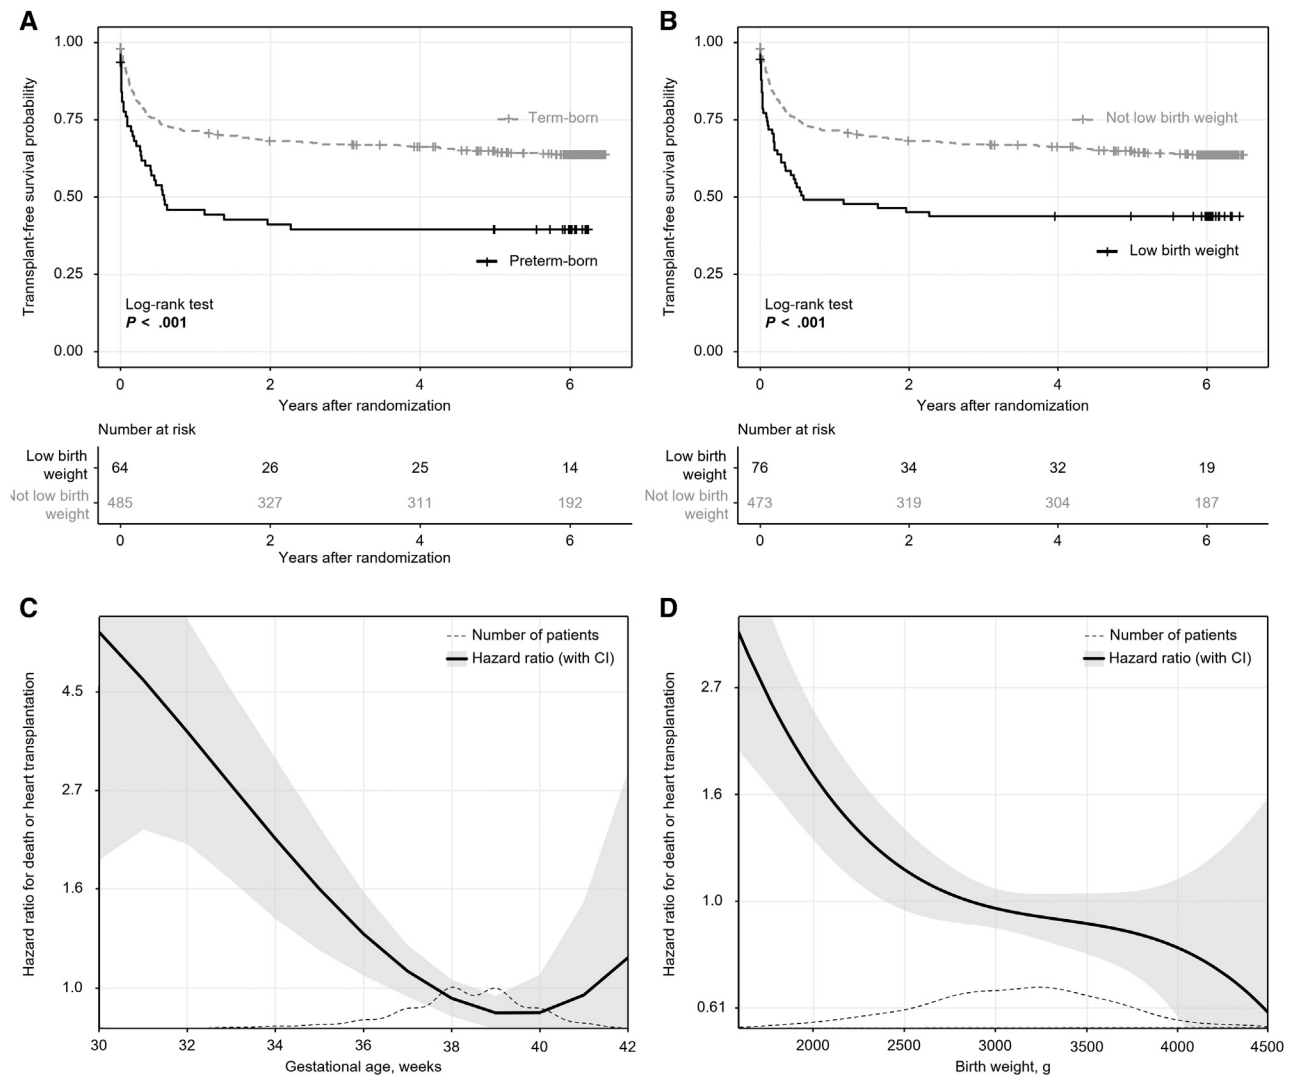 A
1.00
0.75
0.50
0.25
0.00
Trannsplant-free survival probability
Term-born
Preterm-born
Log-rank test
P < .001
0 2 4 6
Years after randomization
Number at risk
Low birth
weight
64 26 25 14
Not low birth
weight
485 327 311 192
0 2 4 6
Years after randomization
B
1.00
0.75
0.50
0.25
0.00
Trannsplant-free survival probability
Not low birth weight
Low birth weight
Log-rank test
P < .001
0 2 4 6
Years after randomization
Number at risk
Low birth
weight
76 34 32 19
Not low birth
weight
473 319 304 187
0 2 4 6
Years after randomization
C
Hazard ratio for death or heart transplantation
4.5
2.7
1.6
1.0
Number of patients
Hazard ratio (with CI)
30 32 34 36 38 40 42
Gestational age, weeks
D
Hazard ratio for death or heart transplantation
2.7
1.6
1.0
0.61
Number of patients
Hazard ratio (with CI)
2000 2500 3000 3500 4000 4500
Birth weight, g